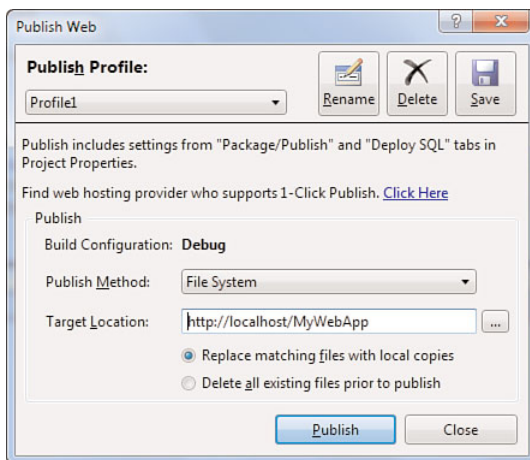 Publish Web
Publish Profile:
Profile1
Rename
Delete
Save
Publish includes settings from "Package/Publish" and "Deploy SQL" tabs in
Project Properties.
Find web hosting provider who supports 1-Click Publish. Click Here
Publish
Build Configuration: Debug
Publish Method: File System
Target Location: http://localhost/MyWebApp ...
Replace matching files with local copies
Delete all existing files prior to publish
Publish
Close